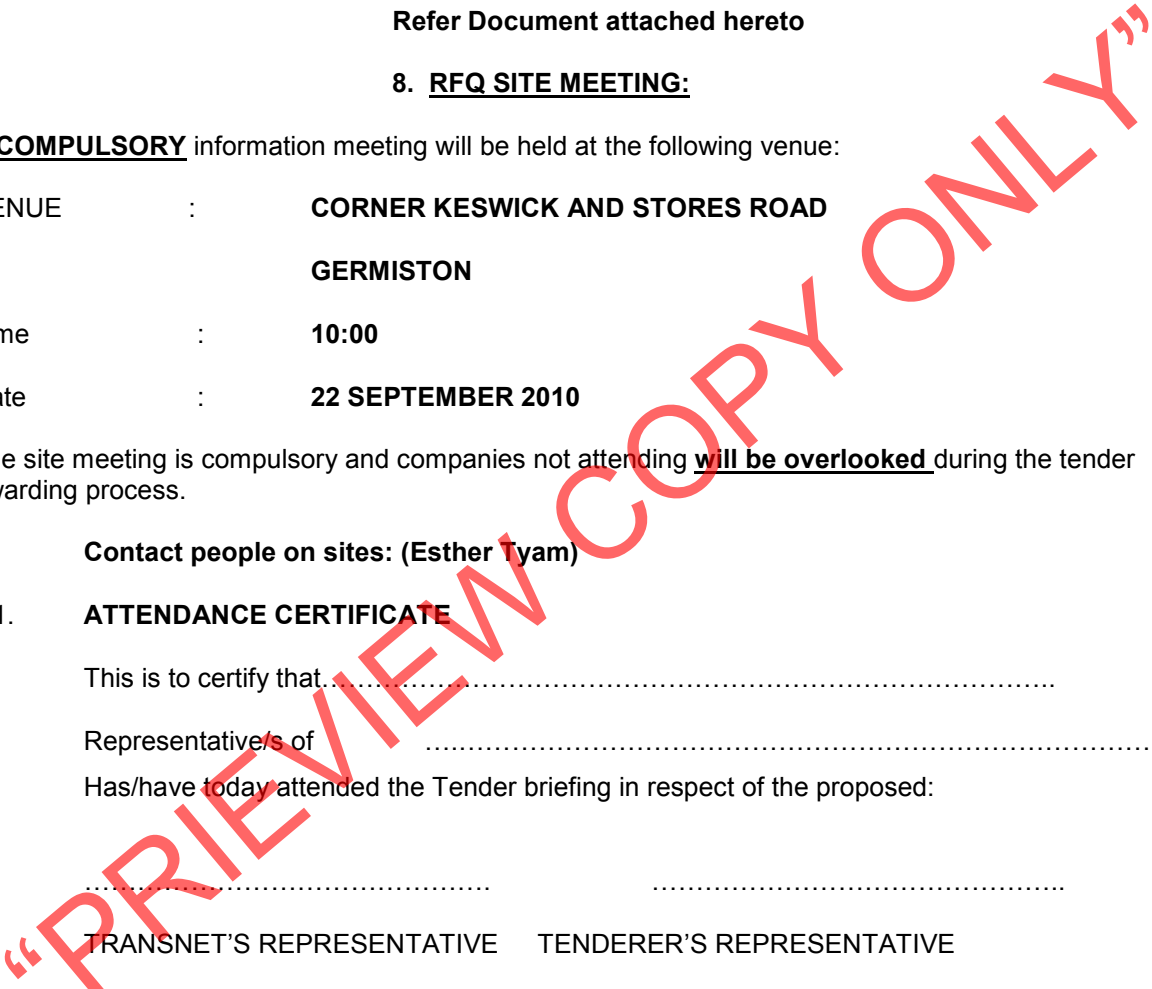 Refer Document attached hereto
8. RFQ SITE MEETING:
COMPULSORY information meeting will be held at the following venue:
ENUE : CORNER KESWICK AND STORES ROAD
GERMISTON
me : 10:00
ate : 22 SEPTEMBER 2010
e site meeting is compulsory and companies not attending will be overlooked during the tender
warding process.
Contact people on sites: (Esther Tyam)
1. ATTENDANCE CERTIFICATE
This is to certify that……………………………………………………………………………..
Representative/s of ……………………………………………………………………………
Has/have today attended the Tender briefing in respect of the proposed:
…………………………………………. …………………………………………..
TRANSNET’S REPRESENTATIVE TENDERER’S REPRESENTATIVE
“PRIEVIEW COPY ONLY”